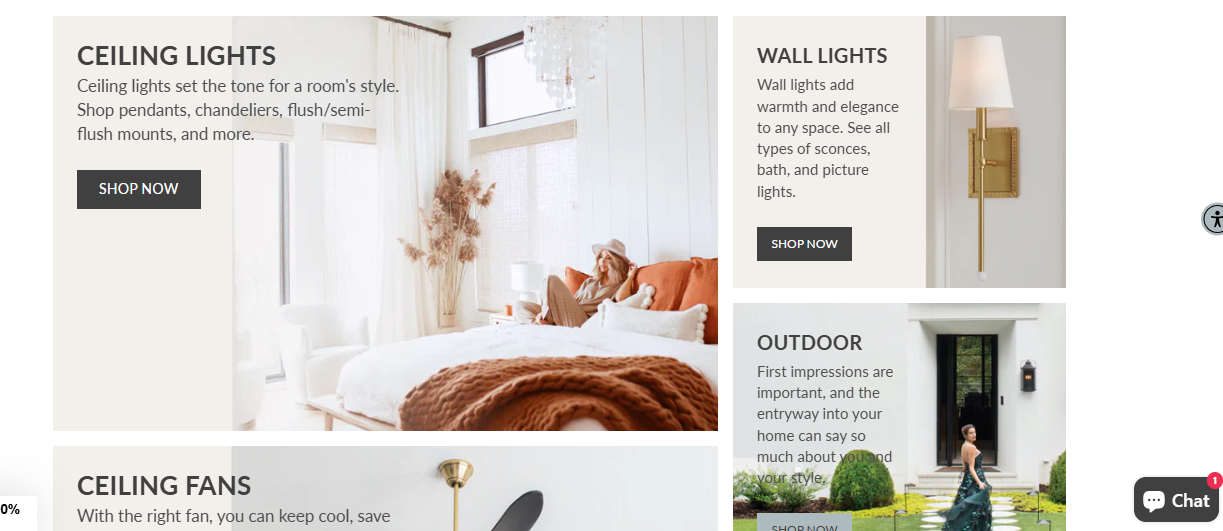 CEILING LIGHTS
Ceiling lights set the tone for a room's style.
Shop pendants, chandeliers, flush/semi-
flush mounts, and more.
SHOP NOW
WALL LIGHTS
Wall lights add
warmth and elegance
to any space. See all
types of sconces,
bath, and picture
lights.
SHOP NOW
OUTDOOR
First impressions are
important, and the
entryway into your
home can say so
much about you and
your style.
SHOP NOW
CEILING FANS
With the right fan, you can keep cool, save
0%
Chat
1